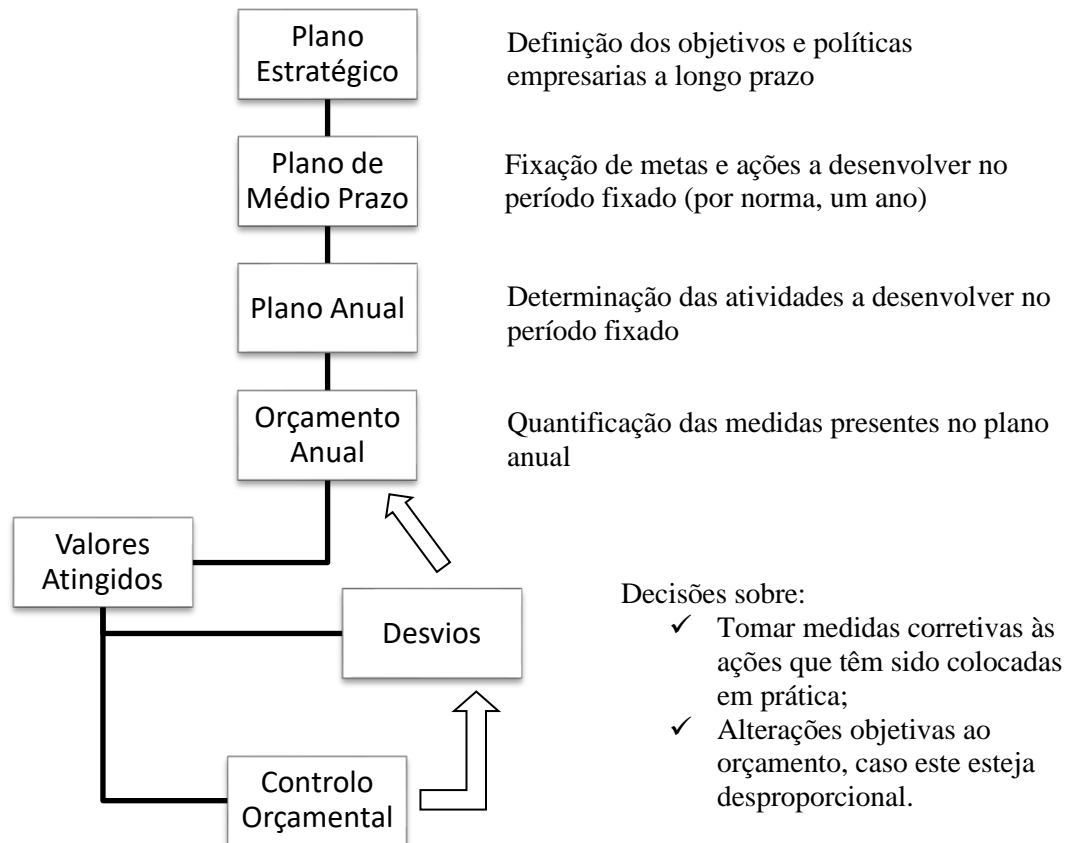 Plano
Estratégico
Definição dos objetivos e políticas
empresarias a longo prazo
Plano de
Médio Prazo
Fixação de metas e ações a desenvolver no
período fixado (por norma, um ano)
Plano Anual
Determinação das atividades a desenvolver no
período fixado
Orçamento
Anual
Quantificação das medidas presentes no plano
anual
Valores
Atingidos
Desvios
Decisões sobre:
✓ Tomar medidas corretivas às
ações que têm sido colocadas
em prática;
✓ Alterações objetivas ao
orçamento, caso este esteja
desproporcional.
Controlo
Orçamental